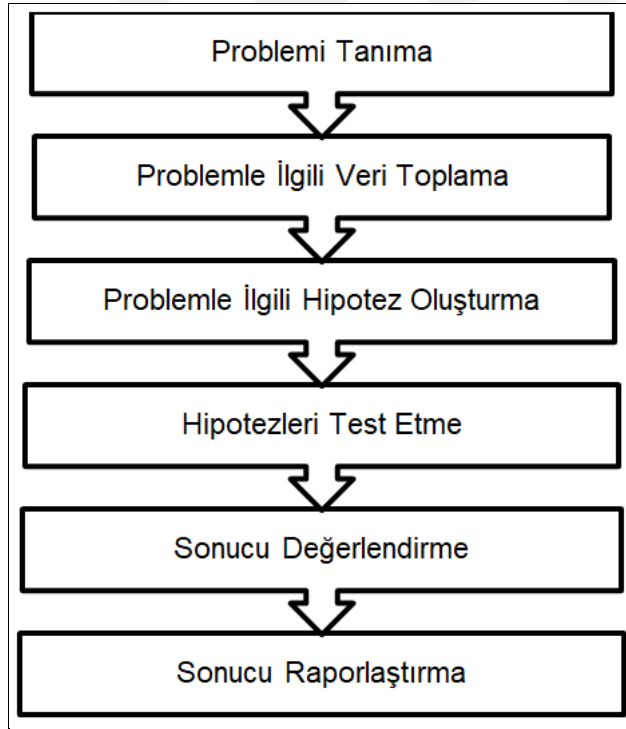 Problemi Tanıma
Problemle İlgili Veri Toplama
Problemle İlgili Hipotez Oluşturma
Hipotezleri Test Etme
Sonucu Değerlendirme
Sonucu Raporlaştırma